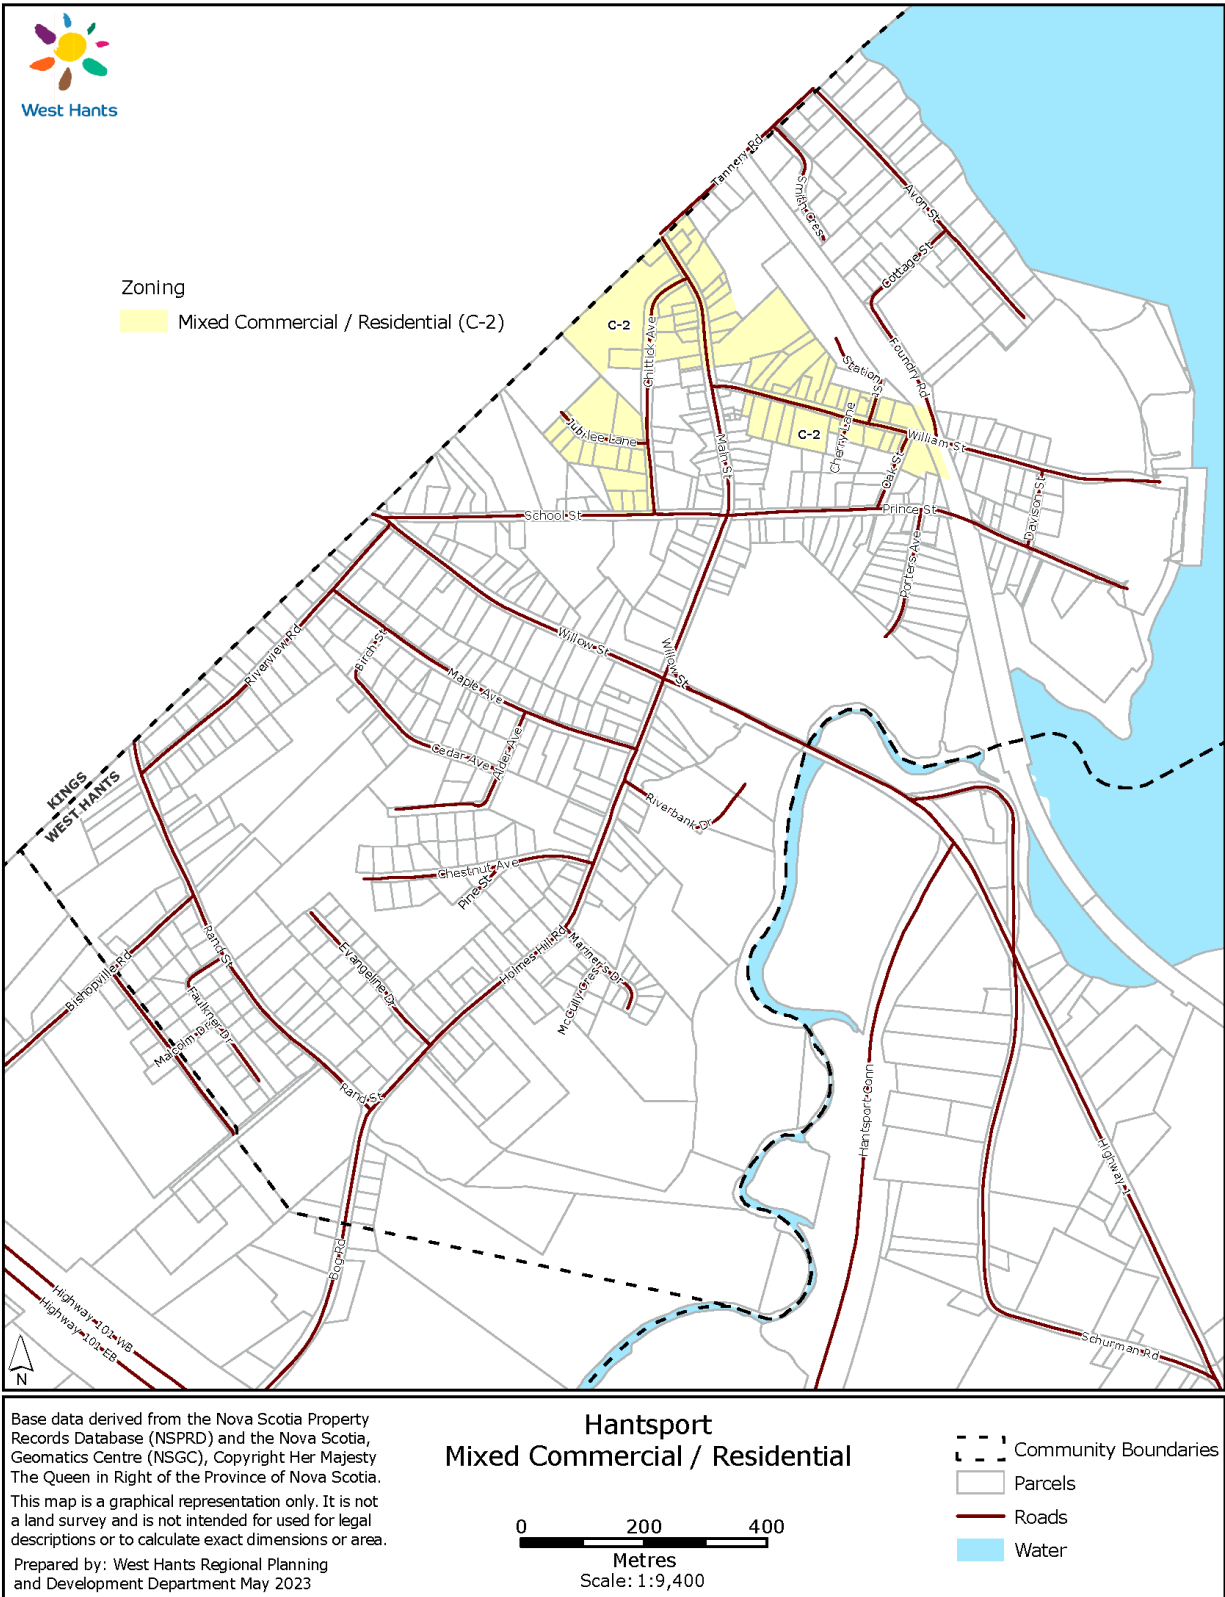 West Hants
Zoning
Mixed Commercial / Residential (C-2)
Tannery Rd
Smith Cres
Avon St
Cottage St
Foundry Rd
C-2
Chittick Ave
Station St
Jubilee Lane
Main St
Cherry Lane
C-2
William St
Oak St
School St
Prince St
Davison St
Porters Ave
Riverview Rd
Birch St
Willow St
Willow St
Maple Ave
Cedar Ave
Alder Ave
KINGS
WEST HANTS
Riverbank Dr
Chestnut Ave
Pine St
Rand St
Evangeline Dr
Holmes Hill Rd
Mariner's Dr
McCully Cres
Bishopville Rd
Faulkner Dr
Malcolm Dr
Rand St
Hantsport Conn
Highway 1
Bog Rd
Highway 101 WB
Highway 101 EB
Schurman Rd
N
Base data derived from the Nova Scotia Property
Records Database (NSPRD) and the Nova Scotia,
Geomatics Centre (NSGC), Copyright Her Majesty
The Queen in Right of the Province of Nova Scotia.
This map is a graphical representation only. It is not
a land survey and is not intended for used for legal
descriptions or to calculate exact dimensions or area.
Prepared by: West Hants Regional Planning
and Development Department May 2023
Hantsport
Mixed Commercial / Residential
0 200 400
Metres
Scale: 1:9,400
Community Boundaries
Parcels
Roads
Water